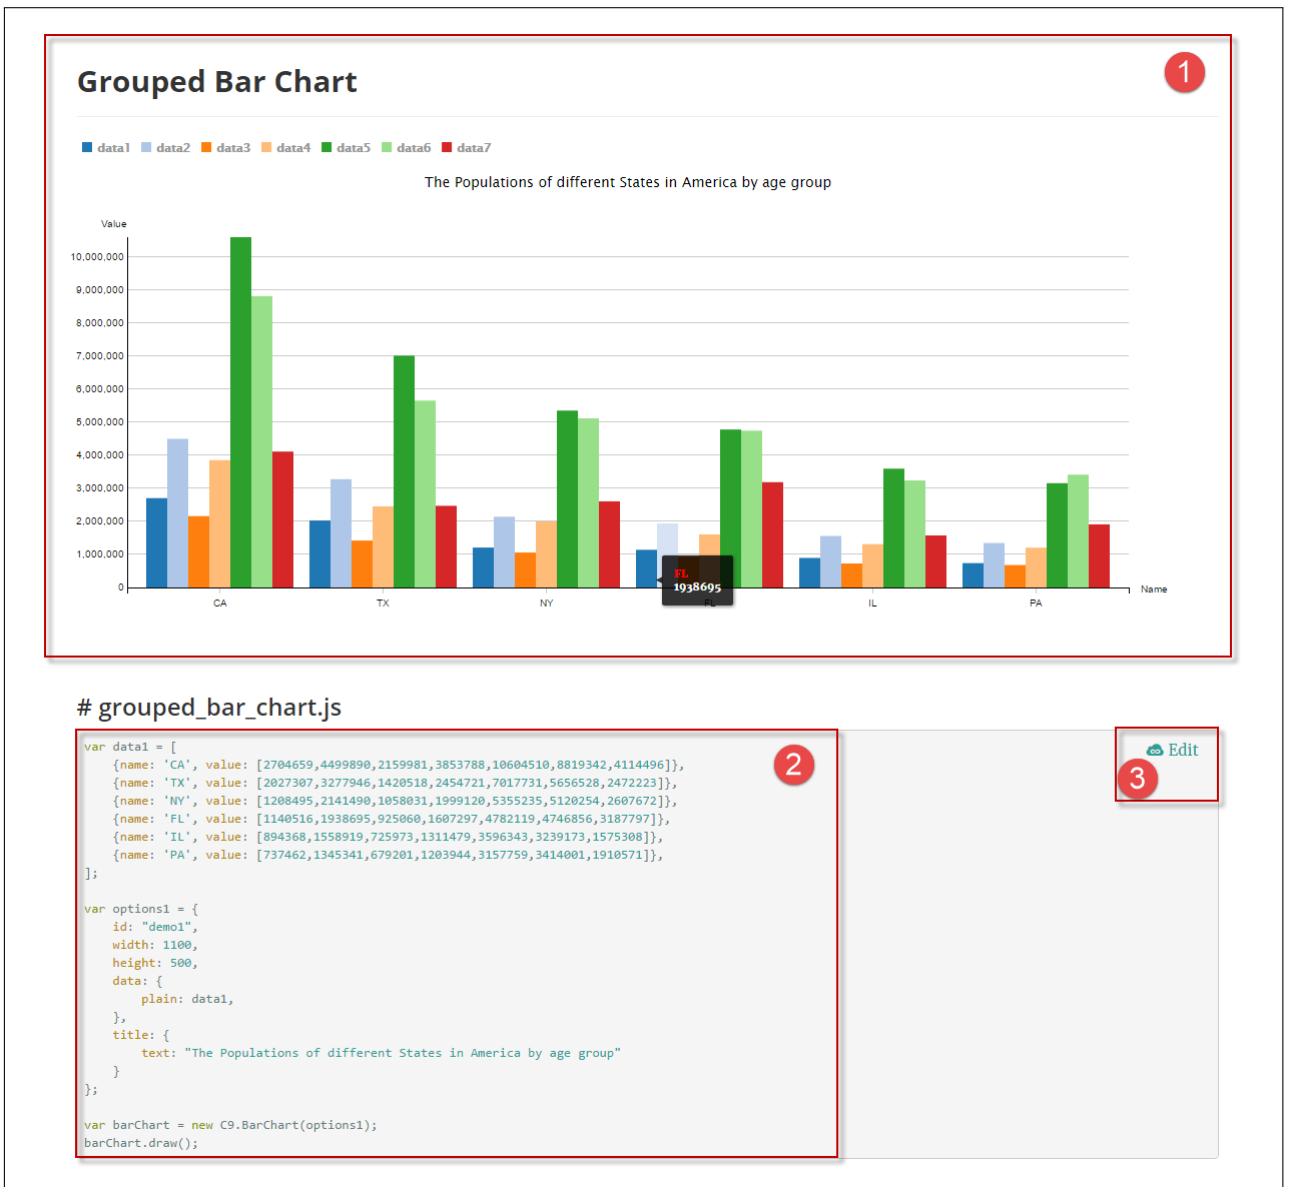 1
Grouped Bar Chart
data1 data2 data3 data4 data5 data6 data7
The Populations of different States in America by age group
Value
10,000,000
9,000,000
8,000,000
7,000,000
6,000,000
5,000,000
4,000,000
3,000,000
2,000,000
1,000,000
0
FL
1938695
Name
CA TX NY FL IL PA
# grouped_bar_chart.js
2
Edit
3
var data1 = [
{name: 'CA', value: [2704659,4499890,2159981,3853788,10604510,8819342,4114496]},
{name: 'TX', value: [2027307,3277946,1420518,2454721,7017731,5656528,2472223]},
{name: 'NY', value: [1208495,2141490,1058031,1999120,5355235,5120254,2607672]},
{name: 'FL', value: [1140516,1938695,925060,1607297,4782119,4746856,3187797]},
{name: 'IL', value: [894368,1558919,725973,1311479,3596343,3239173,1575308]},
{name: 'PA', value: [737462,1345341,679201,1203944,3157759,3414001,1910571]},
];
var options1 = {
id: "demo1",
width: 1100,
height: 500,
data: {
plain: data1,
},
title: {
text: "The Populations of different States in America by age group"
}
};
var barChart = new C9.BarChart(options1);
barChart.draw();